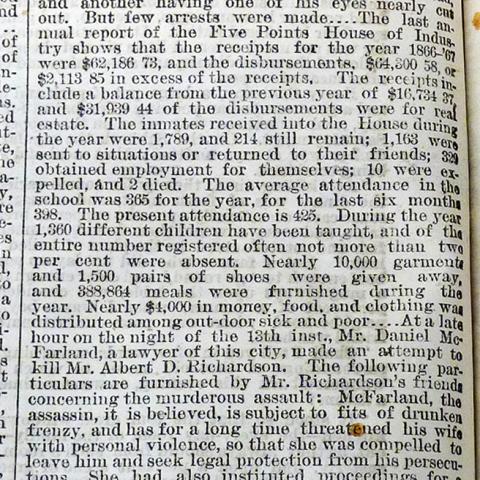 and another having one of his eyes nearly cut
out. But few arrests were made....The last an-
nual report of the Five Points House of Indus-
try shows that the receipts for the year 1866-'67
were $62,186 73, and the disbursements, $64,300 58, or
$2,113 85 in excess of the receipts. The receipts in-
clude a balance from the previous year of $16,734 37,
and $31,939 44 of the disbursements were for real
estate. The inmates received into the House during
the year were 1,789, and 214 still remain; 1,163 were
sent to situations or returned to their friends; 329
obtained employment for themselves; 10 were ex-
pelled, and 2 died. The average attendance in the
school was 365 for the year, for the last six months
398. The present attendance is 425. During the year
1,360 different children have been taught, and of the
entire number registered often not more than two
per cent were absent. Nearly 10,000 garments
and 1,500 pairs of shoes were given away,
and 388,864 meals were furnished during the
year. Nearly $4,000 in money, food, and clothing was
distributed among out-door sick and poor....At a late
hour on the night of the 13th inst., Mr. Daniel Mc-
Farland, a lawyer of this city, made an attempt to
kill Mr. Albert D. Richardson. The following par-
ticulars are furnished by Mr. Richardson's friends
concerning the murderous assault: McFarland, the
assassin, it is believed, is subject to fits of drunken
frenzy, and has for a long time threatened his wife
with personal violence, so that she was compelled to
leave him and seek legal protection from his persecu-
tions. She had also instituted proceedings for a